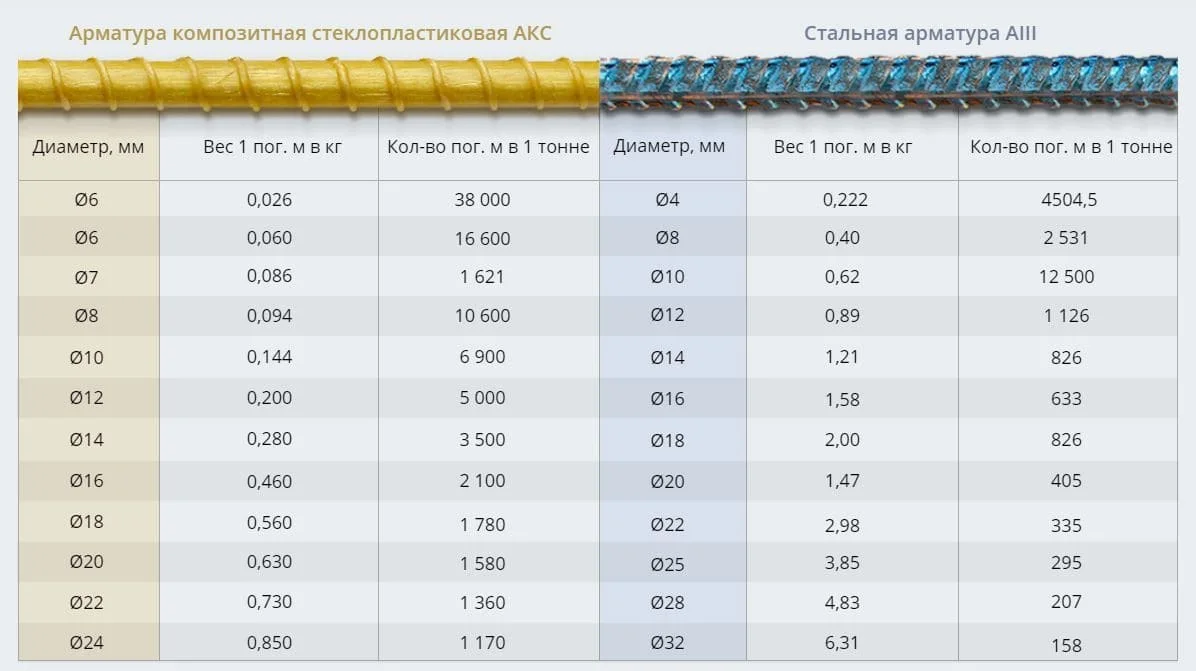 Арматура композитная стеклопластиковая АКС Стальная арматура АIII
Диаметр, мм Вес 1 пог. м в кг Кол-во пог. м в 1 тонне Диаметр, мм Вес 1 пог. м в кг Кол-во пог. м в 1 тонне
Ø6 0,026 38 000 Ø4 0,222 4504,5
Ø6 0,060 16 600 Ø8 0,40 2 531
Ø7 0,086 1 621 Ø10 0,62 12 500
Ø8 0,094 10 600 Ø12 0,89 1 126
Ø10 0,144 6 900 Ø14 1,21 826
Ø12 0,200 5 000 Ø16 1,58 633
Ø14 0,280 3 500 Ø18 2,00 826
Ø16 0,460 2 100 Ø20 1,47 405
Ø18 0,560 1 780 Ø22 2,98 335
Ø20 0,630 1 580 Ø25 3,85 295
Ø22 0,730 1 360 Ø28 4,83 207
Ø24 0,850 1 170 Ø32 6,31 158